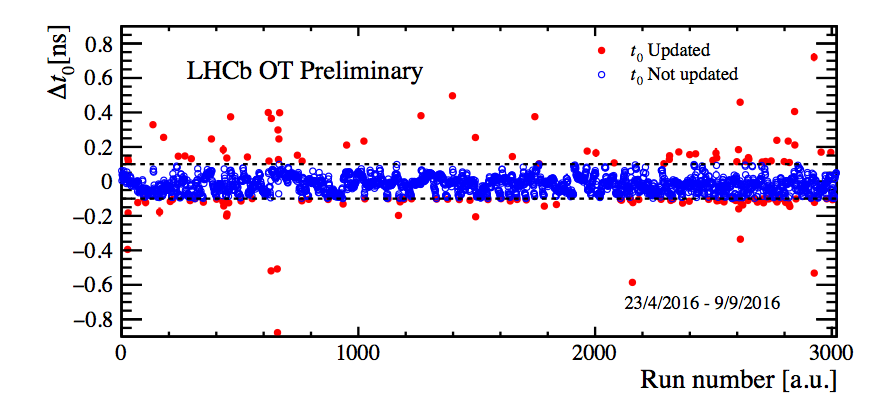 Δt₀[ns]
0.8
0.6
0.4
0.2
0
−0.2
−0.4
−0.6
−0.8
LHCb OT Preliminary
t₀ Updated
t₀ Not updated
23/4/2016 - 9/9/2016
0 1000 2000 3000
Run number [a.u.]